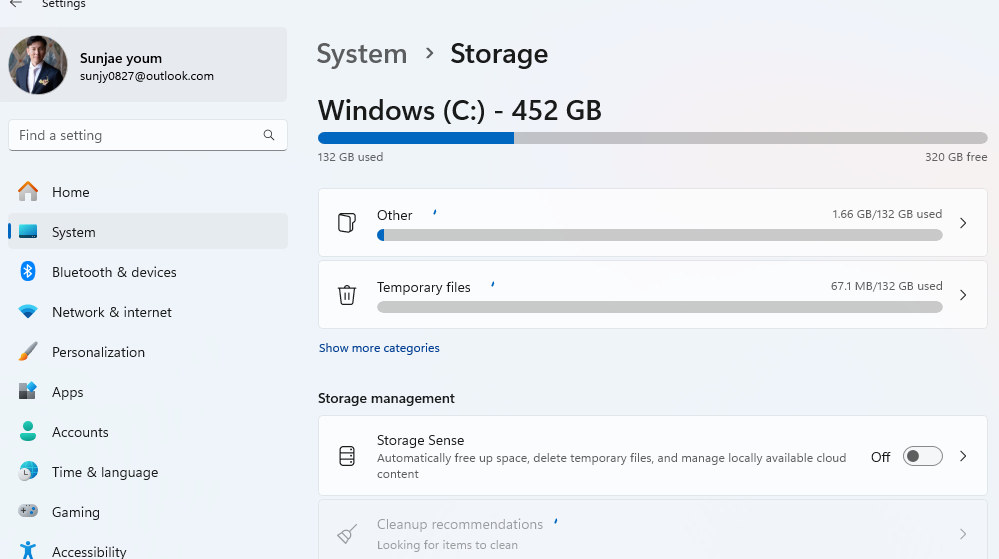 Settings
Sunjae youm
sunjy0827@outlook.com
Find a setting
Home
System
Bluetooth & devices
Network & internet
Personalization
Apps
Accounts
Time & language
Gaming
Accessibility
System > Storage
Windows (C:) - 452 GB
132 GB used
320 GB free
Other
1.66 GB/132 GB used
Temporary files
67.1 MB/132 GB used
Show more categories
Storage management
Storage Sense
Automatically free up space, delete temporary files, and manage locally available cloud
content
Off
Cleanup recommendations
Looking for items to clean